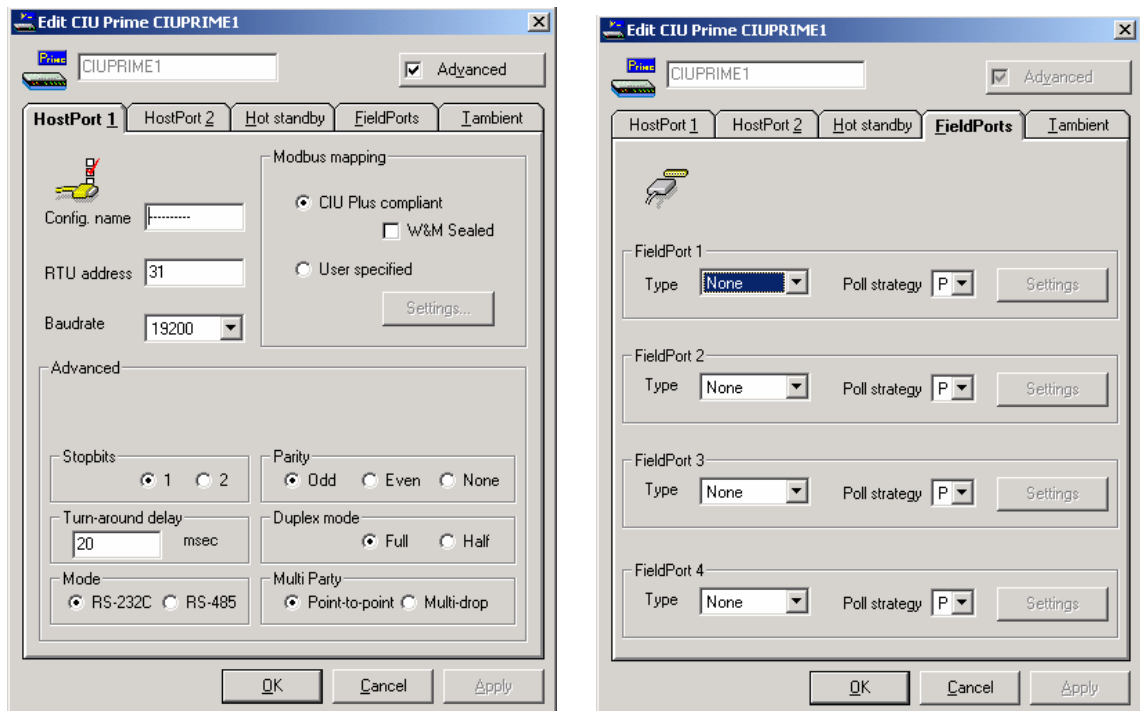 Edit CIU Prime CIUPRIME1
Prime
CIUPRIME1
Advanced
HostPort 1 HostPort 2 Hot standby FieldPorts Tambient
Modbus mapping
CIU Plus compliant
W&M Sealed
User specified
Settings...
Config. name ----------
RTU address 31
Baudrate 19200
Advanced
Stopbits
1 2
Parity
Odd Even None
Turn-around delay
20 msec
Duplex mode
Full Half
Mode
RS-232C RS-485
Multi Party
Point-to-point Multi-drop
OK Cancel Apply
Edit CIU Prime CIUPRIME1
Prime
CIUPRIME1
Advanced
HostPort 1 HostPort 2 Hot standby FieldPorts Tambient
FieldPort 1
Type None Poll strategy P Settings
FieldPort 2
Type None Poll strategy P Settings
FieldPort 3
Type None Poll strategy P Settings
FieldPort 4
Type None Poll strategy P Settings
OK Cancel Apply